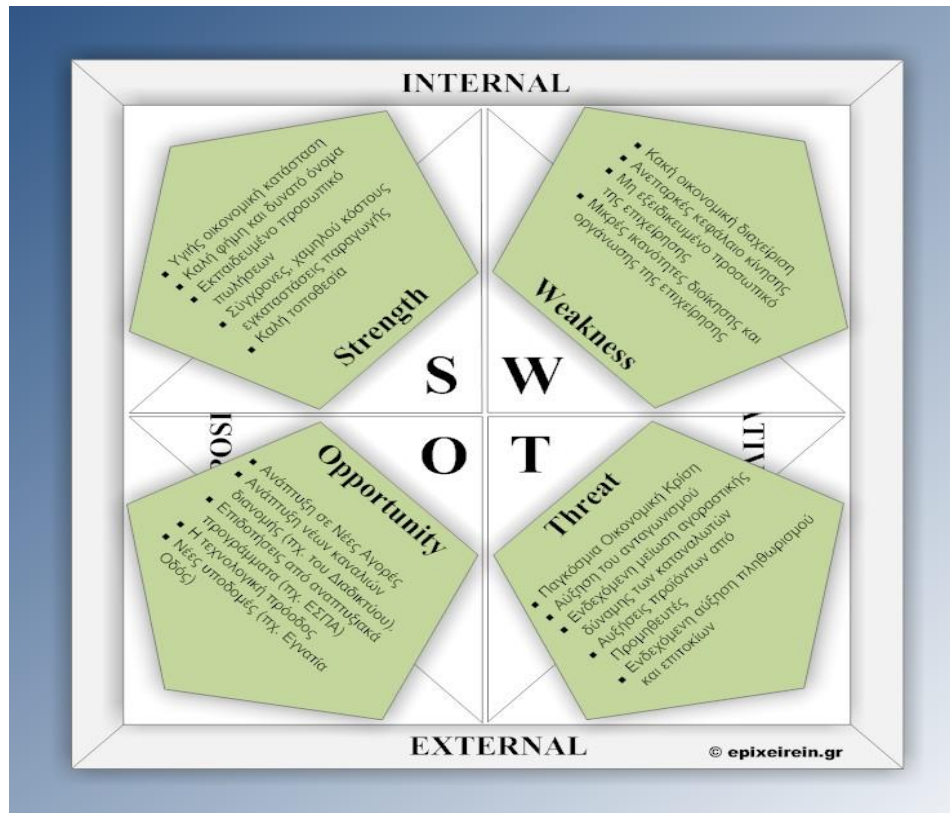 INTERNAL
Υγιής οικονομική κατάσταση
Καλή φήμη και δυνατό όνομα
Εκπαιδευμένο προσωπικό
πωλήσεων
Σύγχρονες, χαμηλού κόστους
εγκαταστάσεις παραγωγής
Καλή τοποθεσία
Strength
S
Κακή οικονομική διαχείριση
Ανεπαρκές κεφάλαιο κίνησης
Μη εξειδικευμένο προσωπικό
της επιχείρησης
Μικρές ικανότητες διοίκησης και
οργάνωσης της επιχείρησης
Weakness
W
POSI
O
Opportunity
Ανάπτυξη σε Νέες Αγορές
Ανάπτυξη νέων καναλιών
διανομής (πχ. του Διαδικτύου).
Επιδοτήσεις από αναπτυξιακά
προγράμματα (πχ. ΕΣΠΑ)
Η τεχνολογική πρόοδος
Νέες υποδομές (πχ. Εγνατία
Οδός)
T
ATIV
Threat
Παγκόσμια Οικονομική Κρίση
Αύξηση του ανταγωνισμού
Ενδεχόμενη μείωση αγοραστικής
δύναμης των καταναλωτών
Αυξήσεις προϊόντων από
Προμηθευτές
Ενδεχόμενη αύξηση πληθωρισμού
και επιτοκίων
EXTERNAL
© epixeirein.gr